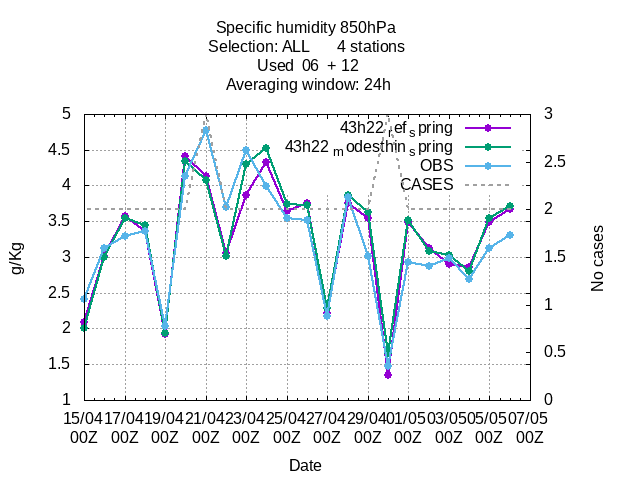 Specific humidity 850hPa
Selection: ALL 4 stations
Used 06 + 12
Averaging window: 24h
5
4.5
4
3.5
3
2.5
2
1.5
1
g/Kg
3
2.5
2
1.5
1
0.5
0
No cases
43h22_ref_spring
43h22_modesthin_spring
OBS
CASES
15/04 17/04 19/04 21/04 23/04 25/04 27/04 29/04 01/05 03/05 05/05 07/05
00Z 00Z 00Z 00Z 00Z 00Z 00Z 00Z 00Z 00Z 00Z 00Z
Date